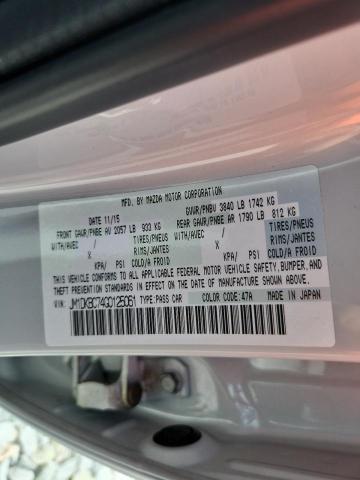 MFD. BY MAZDA MOTOR CORPORATION
DATE 11/15 GVWR/PNBV 3840 LB 1742 KG
FRONT GAWR/PNBE AV 2057 LB 933 KG REAR GAWR/PNBE AR 1790 LB 812 KG
WITH/AVEC / TIRES/PNEUS WITH/AVEC / TIRES/PNEUS
X RIMS/JANTES X RIMS/JANTES
KPA/ PSI COLD/A FROID KPA/ PSI COLD/A FROID
THIS VEHICLE CONFORMS TO ALL APPLICABLE FEDERAL MOTOR VEHICLE SAFETY, BUMPER, AND
THEFT PREVENTION STANDARDS IN EFFECT ON THE DATE OF MANUFACTURE SHOWN ABOVE.
JM1DKBC74G0125061 TYPE: PASS CAR COLOR CODE: 47A MADE IN JAPAN